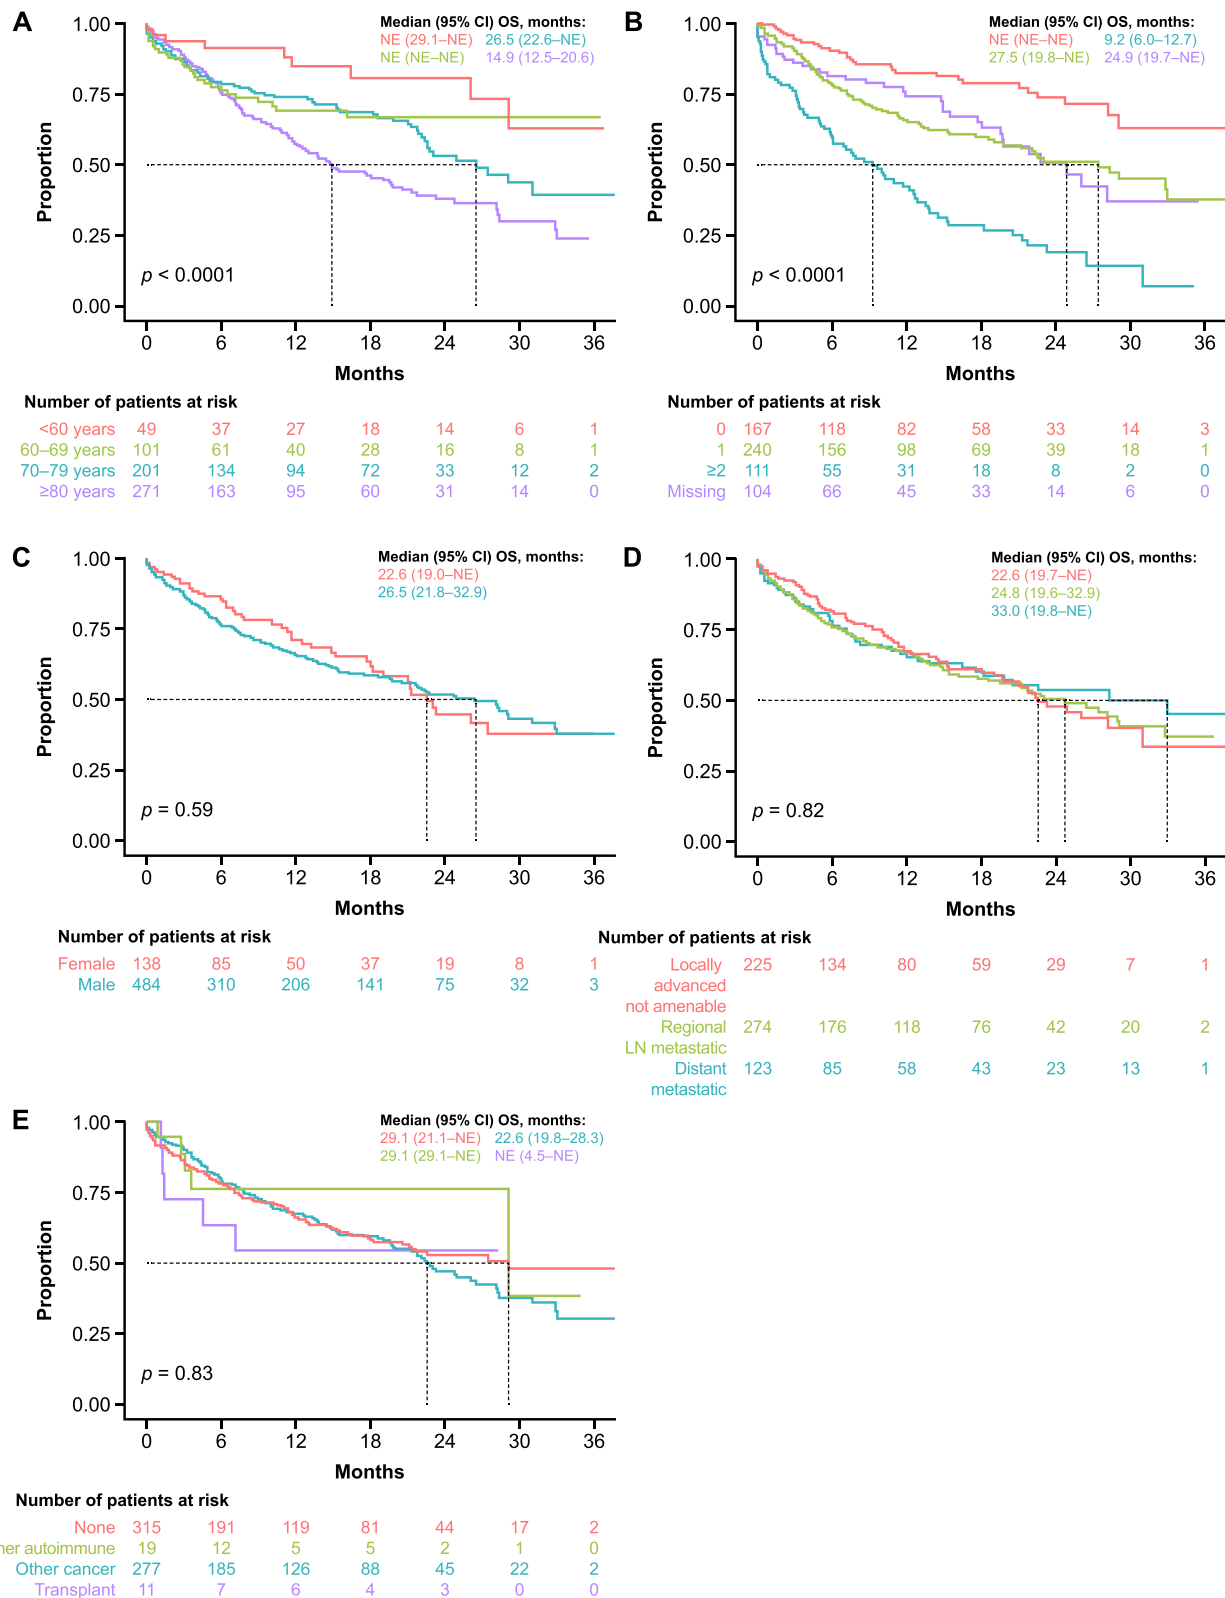 A
Median (95% CI) OS, months:
NE (29.1–NE) 26.5 (22.6–NE)
NE (NE–NE) 14.9 (12.5–20.6)
1.00
0.75
0.50
0.25
0.00
Proportion
p < 0.0001
0 6 12 18 24 30 36
Months
Number of patients at risk
<60 years 49 37 27 18 14 6 1
60–69 years 101 61 40 28 16 8 1
70–79 years 201 134 94 72 33 12 2
≥80 years 271 163 95 60 31 14 0
B
Median (95% CI) OS, months:
NE (NE–NE) 9.2 (6.0–12.7)
27.5 (19.8–NE) 24.9 (19.7–NE)
1.00
0.75
0.50
0.25
0.00
Proportion
p < 0.0001
0 6 12 18 24 30 36
Months
Number of patients at risk
0 167 118 82 58 33 14 3
1 240 156 98 69 39 18 1
≥2 111 55 31 18 8 2 0
Missing 104 66 45 33 14 6 0
C
Median (95% CI) OS, months:
22.6 (19.0–NE)
26.5 (21.8–32.9)
1.00
0.75
0.50
0.25
0.00
Proportion
p = 0.59
0 6 12 18 24 30 36
Months
Number of patients at risk
Female 138 85 50 37 19 8 1
Male 484 310 206 141 75 32 3
D
Median (95% CI) OS, months:
22.6 (19.7–NE)
24.8 (19.6–32.9)
33.0 (19.8–NE)
1.00
0.75
0.50
0.25
0.00
Proportion
p = 0.82
0 6 12 18 24 30 36
Months
Number of patients at risk
Locally 225 134 80 59 29 7 1
advanced
not amenable
Regional 274 176 118 76 42 20 2
LN metastatic
Distant 123 85 58 43 23 13 1
metastatic
E
Median (95% CI) OS, months:
29.1 (21.1–NE) 22.6 (19.8–28.3)
29.1 (29.1–NE) NE (4.5–NE)
1.00
0.75
0.50
0.25
0.00
Proportion
p = 0.83
0 6 12 18 24 30 36
Months
Number of patients at risk
None 315 191 119 81 44 17 2
autoimmune 19 12 5 5 2 1 0
Other cancer 277 185 126 88 45 22 2
Transplant 11 7 6 4 3 0 0